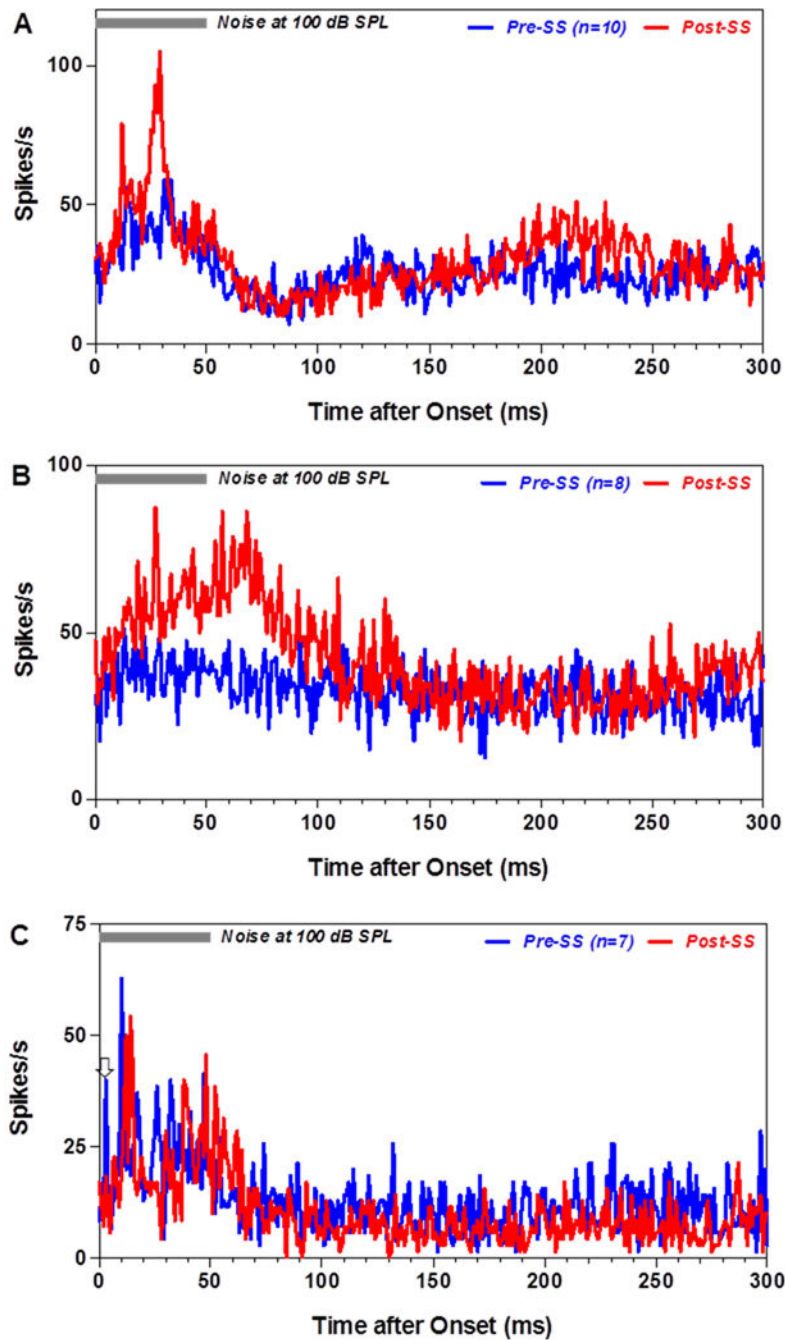 A
Noise at 100 dB SPL
Pre-SS (n=10) Post-SS
100
50
0
Spikes/s
0 50 100 150 200 250 300
Time after Onset (ms)
B
Noise at 100 dB SPL
Pre-SS (n=8) Post-SS
100
50
0
Spikes/s
0 50 100 150 200 250 300
Time after Onset (ms)
C
Noise at 100 dB SPL
Pre-SS (n=7) Post-SS
75
50
25
0
Spikes/s
0 50 100 150 200 250 300
Time after Onset (ms)